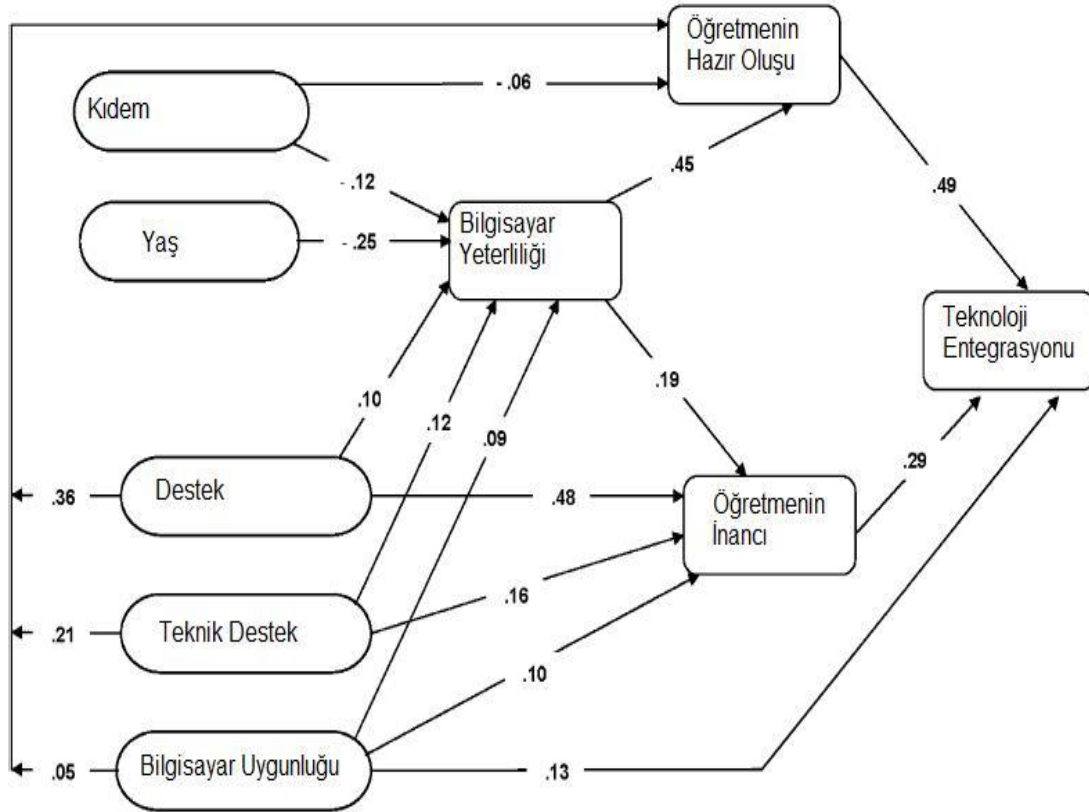 Öğretmenin
Hazır Oluşu
Kıdem
- .06
.45
.49
- .12
Yaş
- .25
Bilgisayar
Yeterliliği
Teknoloji
Entegrasyonu
.10
.12
.09
.19
.29
Destek
.36
.48
Öğretmenin
İnancı
Teknik Destek
.21
.16
.10
Bilgisayar Uygunluğu
.05
.13